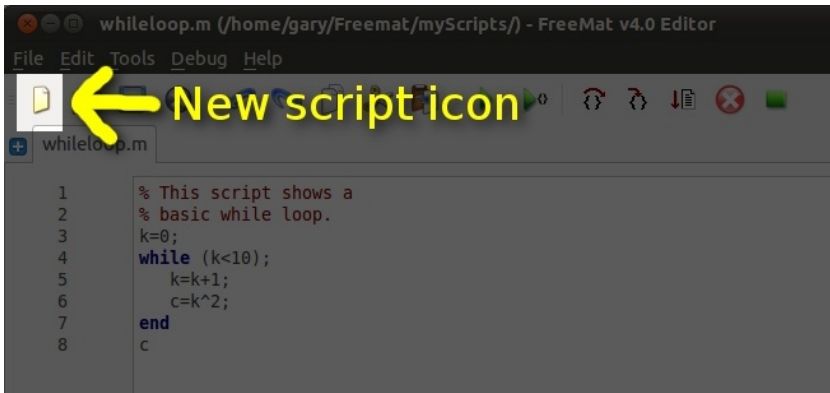 whileloop.m (/home/gary/Freemat/myScripts/) - FreeMat v4.0 Editor
File Edit Tools Debug Help
New script icon
whileloop.m
1 % This script shows a
2 % basic while loop.
3 k=0;
4 while (k<10);
5 k=k+1;
6 c=k^2;
7 end
8 c